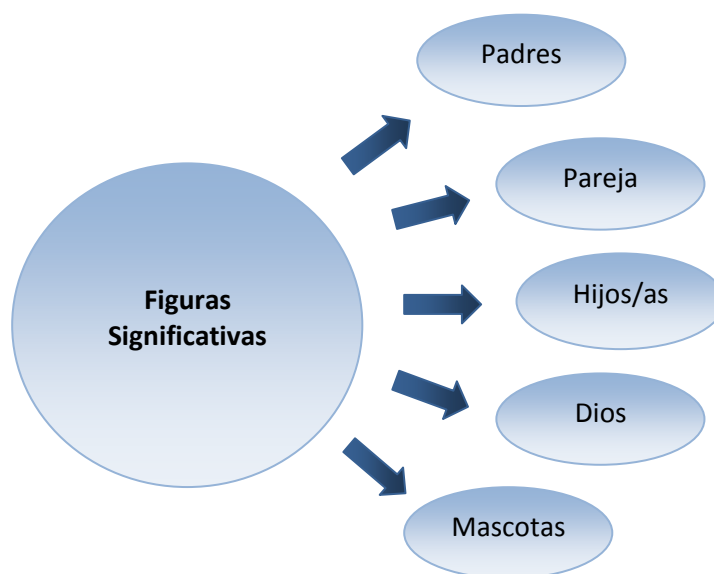 Padres
Pareja
Figuras
Significativas
Hijos/as
Dios
Mascotas